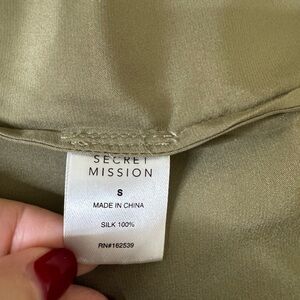 SECRET
MISSION
S
MADE IN CHINA
SILK 100%
RN#162539